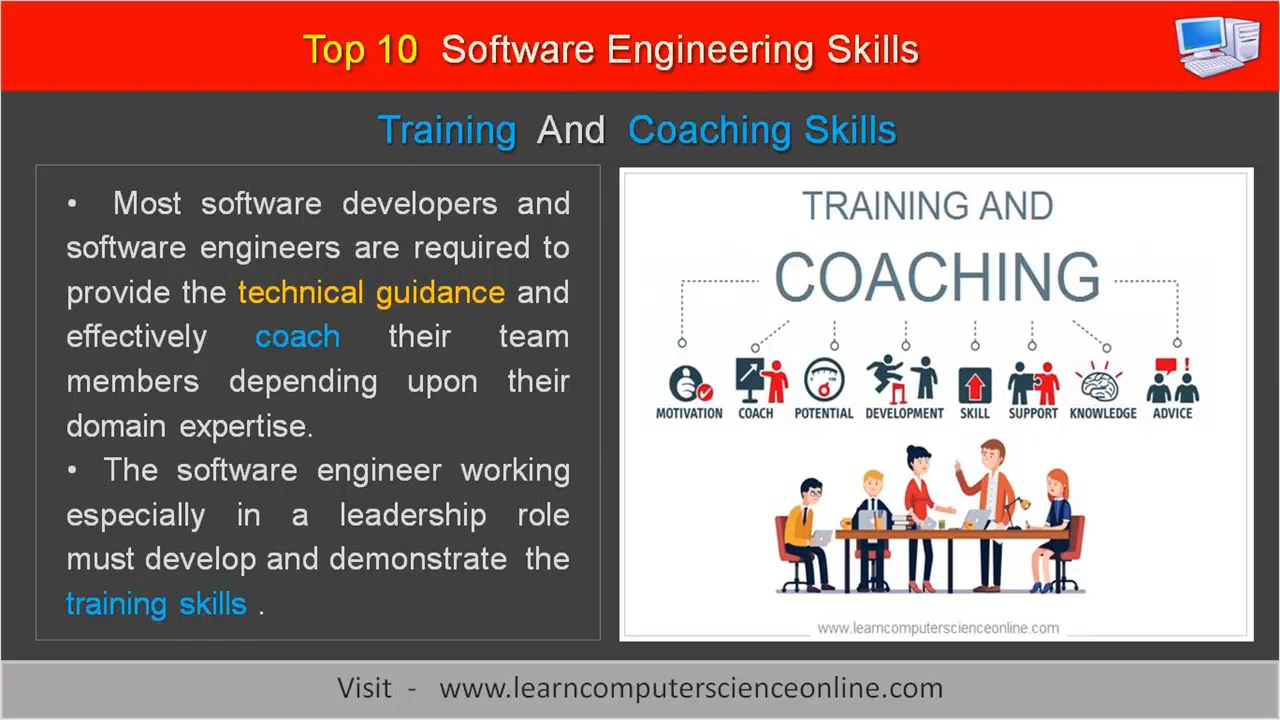 Top 10 Software Engineering Skills
Training And Coaching Skills
• Most software developers and
software engineers are required to
provide the technical guidance and
effectively coach their team
members depending upon their
domain expertise.
• The software engineer working
especially in a leadership role
must develop and demonstrate the
training skills .
TRAINING AND
COACHING
MOTIVATION COACH POTENTIAL DEVELOPMENT SKILL SUPPORT KNOWLEDGE ADVICE
www.learncomputerscienceonline.com
Visit - www.learncomputerscienceonline.com